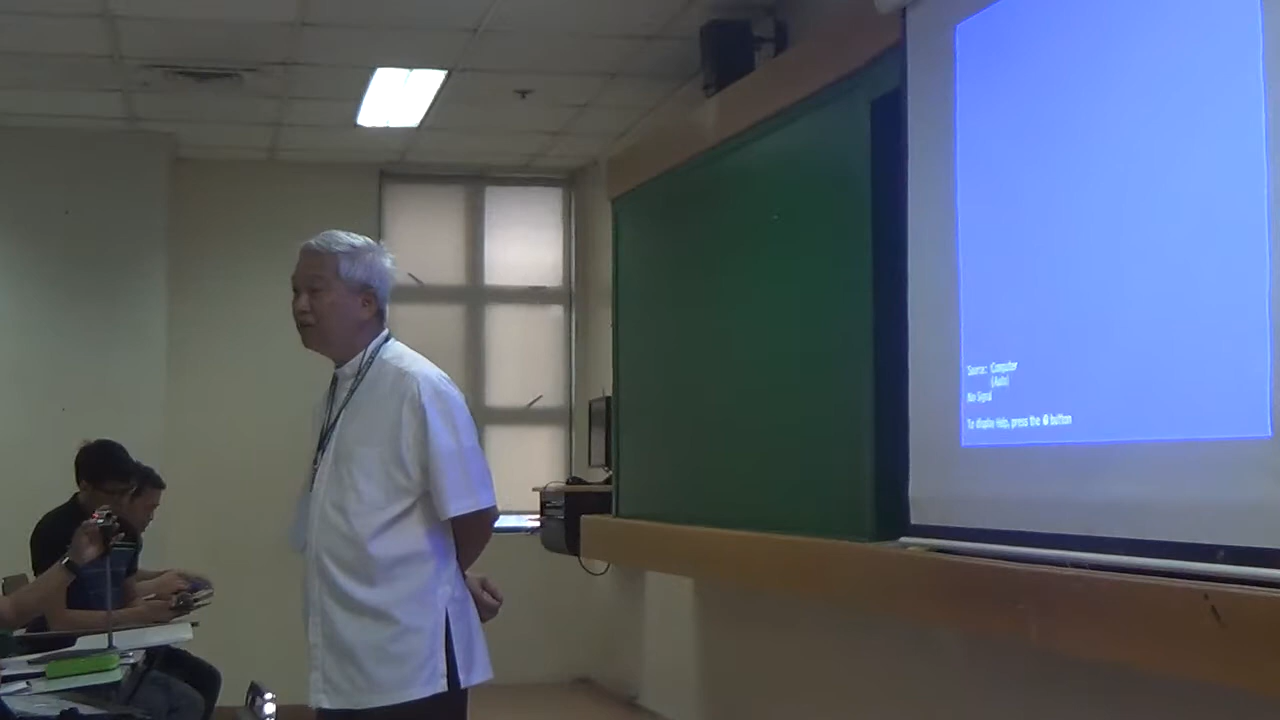 Source: Computer
(Auto)
No Signal
To display Help, press the button